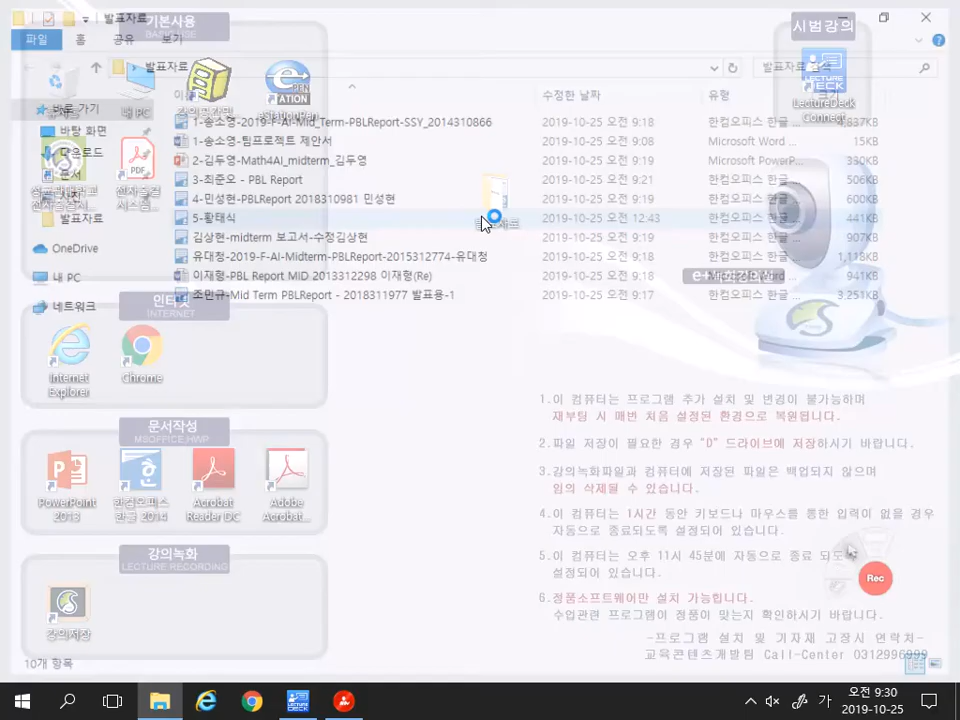 발표자료
기본사용
BASIC USE
파일
홈
공유
보기
시범강의
발표자료
발표자료 검색
바로 가기
내 PC
eStationPen
LectureDeck Connect
이름
수정한 날짜
유형
크기
바탕 화면
다운로드
문서
발표자료
OneDrive
내 PC
네트워크
1-송소영-2019-F-AI-Mid_Term-PBLReport-SSY_2014310866
2019-10-25 오전 9:18
한컴오피스 한글 ...
4,837KB
1-송소영-팀프로젝트 제안서
2019-10-25 오전 9:08
Microsoft Word ...
15KB
2-김두영-Math4AI_midterm_김두영
2019-10-25 오전 9:19
Microsoft PowerP...
330KB
3-최준오 - PBL Report
2019-10-25 오전 9:21
한컴오피스 한글 ...
506KB
4-민성현-PBLReport 2018310981 민성현
2019-10-25 오전 9:19
한컴오피스 한글 ...
600KB
5-황태식
2019-10-25 오전 12:43
한컴오피스 한글 ...
441KB
김상현-midterm 보고서-수정김상현
2019-10-25 오전 9:19
한컴오피스 한글 ...
907KB
유대정-2019-F-AI-Midterm-PBLReport-2015312774-유대정
2019-10-25 오전 9:18
한컴오피스 한글 ...
1,118KB
이재형-PBL Report MID 2013312298 이재형(Re)
2019-10-25 오전 9:18
Microsoft Word ...
941KB
조민규-Mid Term PBLReport - 2018311977 발표용-1
2019-10-25 오전 9:17
한컴오피스 한글 ...
3,251KB
인터넷
INTERNET
Internet Explorer
Chrome
문서작성
MSOFFICE,HWP
PowerPoint 2013
한컴오피스 한글 2014
Acrobat Reader DC
Adobe Acrobat...
강의녹화
LECTURE RECORDING
강의저장
1.이 컴퓨터는 프로그램 추가 설치 및 변경이 불가능하며
재부팅 시 매번 처음 설정된 환경으로 복원됩니다.
2.파일 저장이 필요한 경우 "D" 드라이브에 저장하시기 바랍니다.
3.강의녹화파일과 컴퓨터에 저장된 파일은 백업되지 않으며
임의 삭제될 수 있습니다.
4.이 컴퓨터는 1시간 동안 키보드나 마우스를 통한 입력이 없을 경우
자동으로 종료되도록 설정되어 있습니다.
5.이 컴퓨터는 오후 11시 45분에 자동으로 종료 되도
설정되어 있습니다.
Rec
6.정품소프트웨어만 설치 가능합니다.
수업관련 프로그램이 정품이 맞는지 확인하시기 바랍니다.
-프로그램 설치 및 기자재 고장시 연락처-
교육콘텐츠개발팀 Call-Center 0312996999
10개 항목
가
오전 9:30
2019-10-25